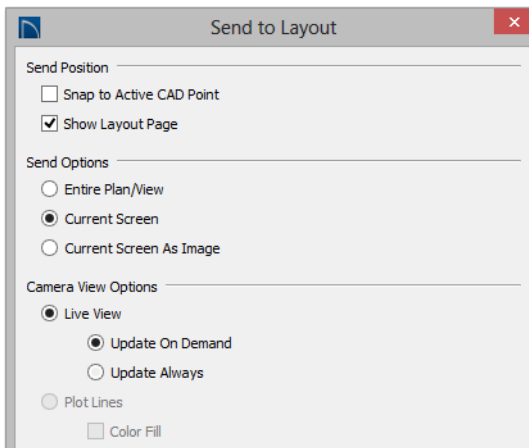 Send to Layout
Send Position
Snap to Active CAD Point
Show Layout Page
Send Options
Entire Plan/View
Current Screen
Current Screen As Image
Camera View Options
Live View
Update On Demand
Update Always
Plot Lines
Color Fill